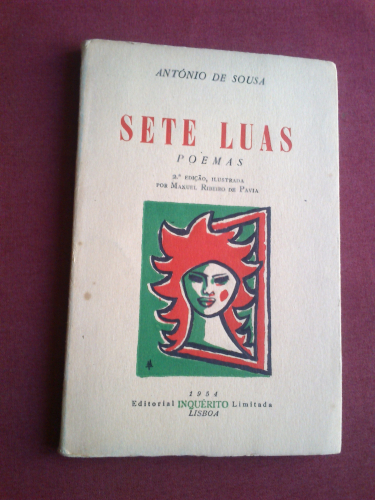 ANTÓNIO DE SOUSA
SETE LUAS
POEMAS
2.ª EDIÇÃO, ILUSTRADA
POR MANUEL RIBEIRO DE PAVIA
1954
Editorial INQUÉRITO Limitada
LISBOA